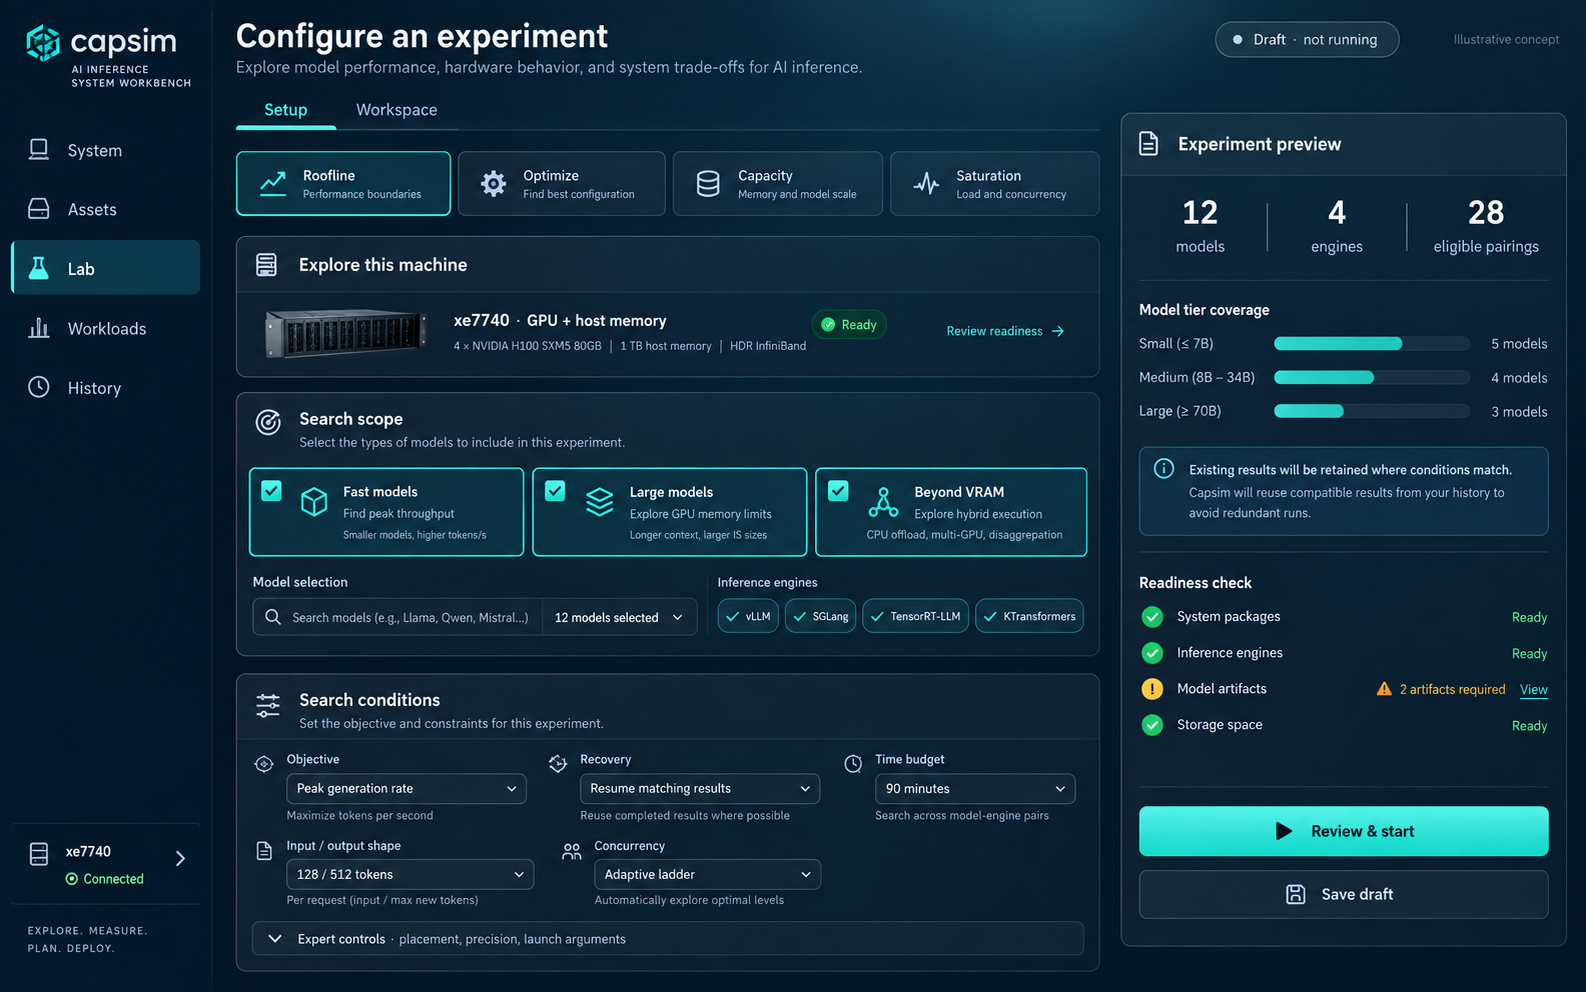 capsim
AI INFERENCE
SYSTEM WORKBENCH
System
Assets
Lab
Workloads
History
xe7740
Connected
EXPLORE. MEASURE.
PLAN. DEPLOY.
Configure an experiment
Explore model performance, hardware behavior, and system trade-offs for AI inference.
Draft · not running
Illustrative concept
Setup
Workspace
Roofline
Performance boundaries
Optimize
Find best configuration
Capacity
Memory and model scale
Saturation
Load and concurrency
Explore this machine
xe7740 · GPU + host memory
4 x NVIDIA H100 SXM5 80GB | 1 TB host memory | HDR InfiniBand
Ready
Review readiness →
Search scope
Select the types of models to include in this experiment.
Fast models
Find peak throughput
Smaller models, higher tokens/s
Large models
Explore GPU memory limits
Longer context, larger IS sizes
Beyond VRAM
Explore hybrid execution
CPU offload, multi-GPU, disaggrepation
Model selection
Search models (e.g., Llama, Qwen, Mistral...)
12 models selected
Inference engines
vLLM
SGLang
TensorRT-LLM
KTransformers
Search conditions
Set the objective and constraints for this experiment.
Objective
Peak generation rate
Maximize tokens per second
Recovery
Resume matching results
Reuse completed results where possible
Time budget
90 minutes
Search across model-engine pairs
Input / output shape
128 / 512 tokens
Per request (input / max new tokens)
Concurrency
Adaptive ladder
Automatically explore optimal levels
Expert controls · placement, precision, launch arguments
Experiment preview
12
models
4
engines
28
eligible pairings
Model tier coverage
Small (≤ 7B)
5 models
Medium (8B – 34B)
4 models
Large (≥ 70B)
3 models
Existing results will be retained where conditions match.
Capsim will reuse compatible results from your history to
avoid redundant runs.
Readiness check
System packages
Ready
Inference engines
Ready
Model artifacts
2 artifacts required
View
Storage space
Ready
Review & start
Save draft